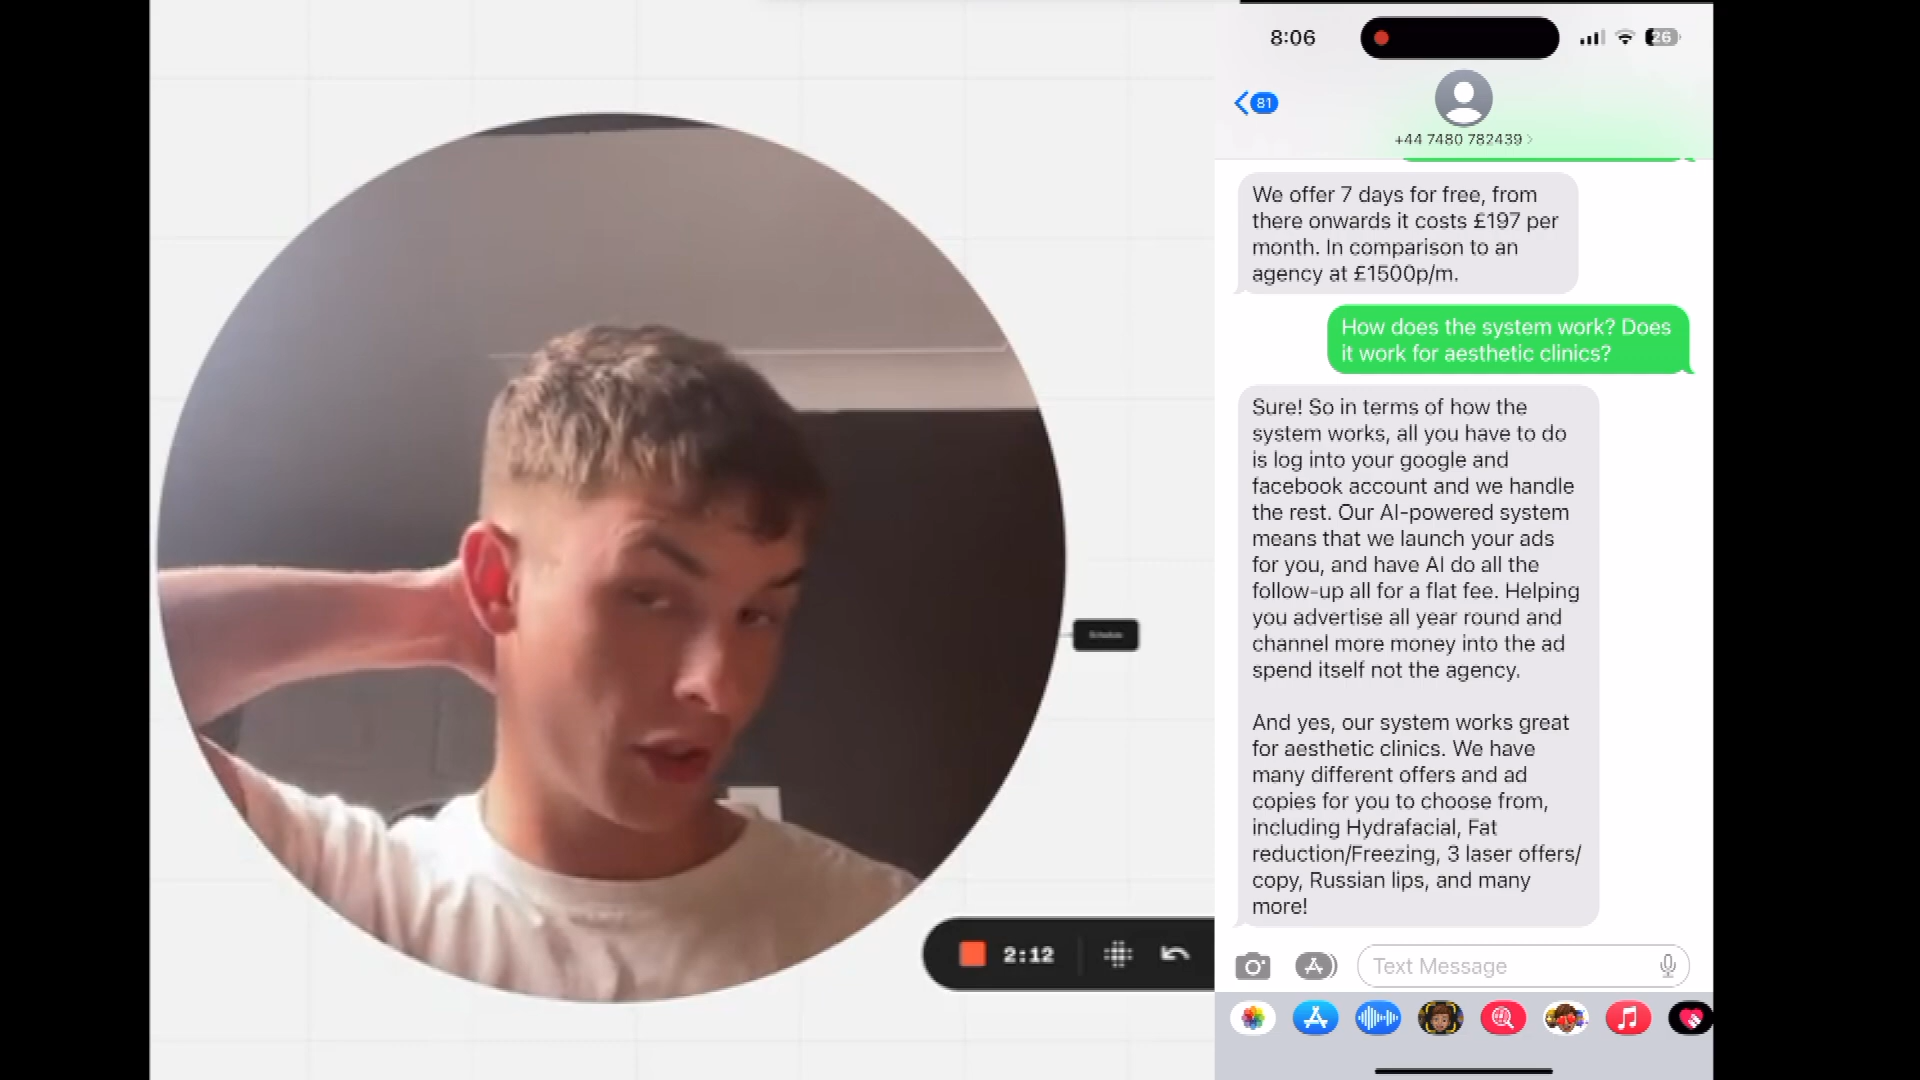 8:06
26
81
+44 7480 782439
We offer 7 days for free, from
there onwards it costs £197 per
month. In comparison to an
agency at £1500p/m.
How does the system work? Does
it work for aesthetic clinics?
Sure! So in terms of how the
system works, all you have to do
is log into your google and
facebook account and we handle
the rest. Our AI-powered system
means that we launch your ads
for you, and have AI do all the
follow-up all for a flat fee. Helping
you advertise all year round and
channel more money into the ad
spend itself not the agency.
And yes, our system works great
for aesthetic clinics. We have
many different offers and ad
copies for you to choose from,
including Hydrafacial, Fat
reduction/Freezing, 3 laser offers/
copy, Russian lips, and many
more!
Text Message
2:12